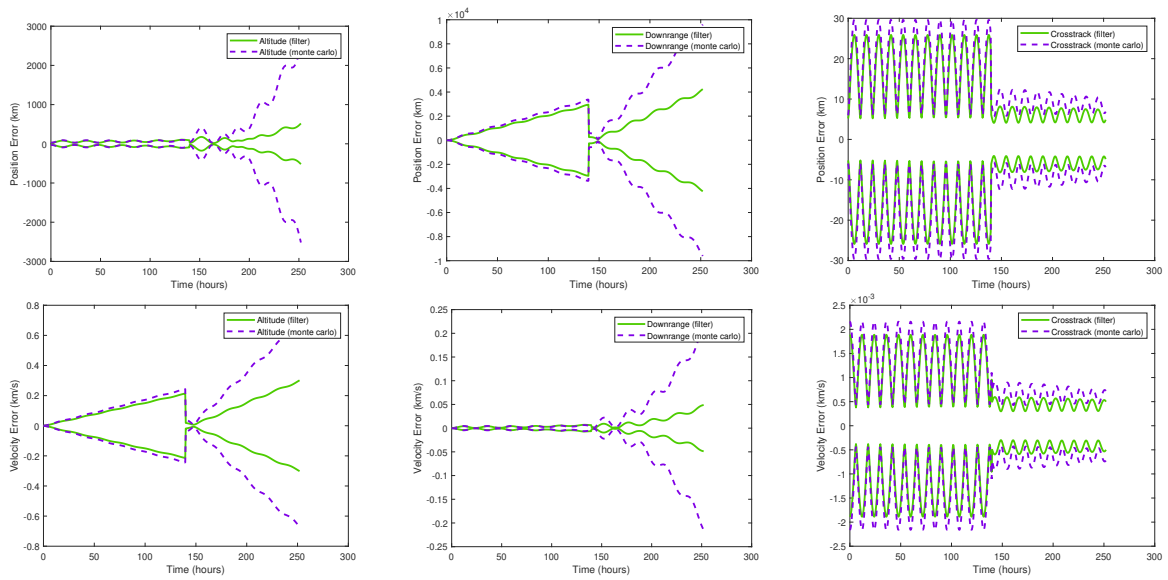 3000
2000
1000
0
-1000
-2000
-3000
0 50 100 150 200 250 300
Position Error (km)
Time (hours)
Altitude (filter)
Altitude (monte carlo)
× 10^4
1
0.8
0.6
0.4
0.2
0
-0.2
-0.4
-0.6
-0.8
-1
0 50 100 150 200 250 300
Position Error (km)
Time (hours)
Downrange (filter)
Downrange (monte carlo)
30
20
10
0
-10
-20
-30
0 50 100 150 200 250 300
Position Error (km)
Time (hours)
Crosstrack (filter)
Crosstrack (monte carlo)
0.8
0.6
0.4
0.2
0
-0.2
-0.4
-0.6
-0.8
0 50 100 150 200 250 300
Velocity Error (km/s)
Time (hours)
Altitude (filter)
Altitude (monte carlo)
0.25
0.2
0.15
0.1
0.05
0
-0.05
-0.1
-0.15
-0.2
-0.25
0 50 100 150 200 250 300
Velocity Error (km/s)
Time (hours)
Downrange (filter)
Downrange (monte carlo)
× 10^-3
2.5
2
1.5
1
0.5
0
-0.5
-1
-1.5
-2
-2.5
0 50 100 150 200 250 300
Velocity Error (km/s)
Time (hours)
Crosstrack (filter)
Crosstrack (monte carlo)